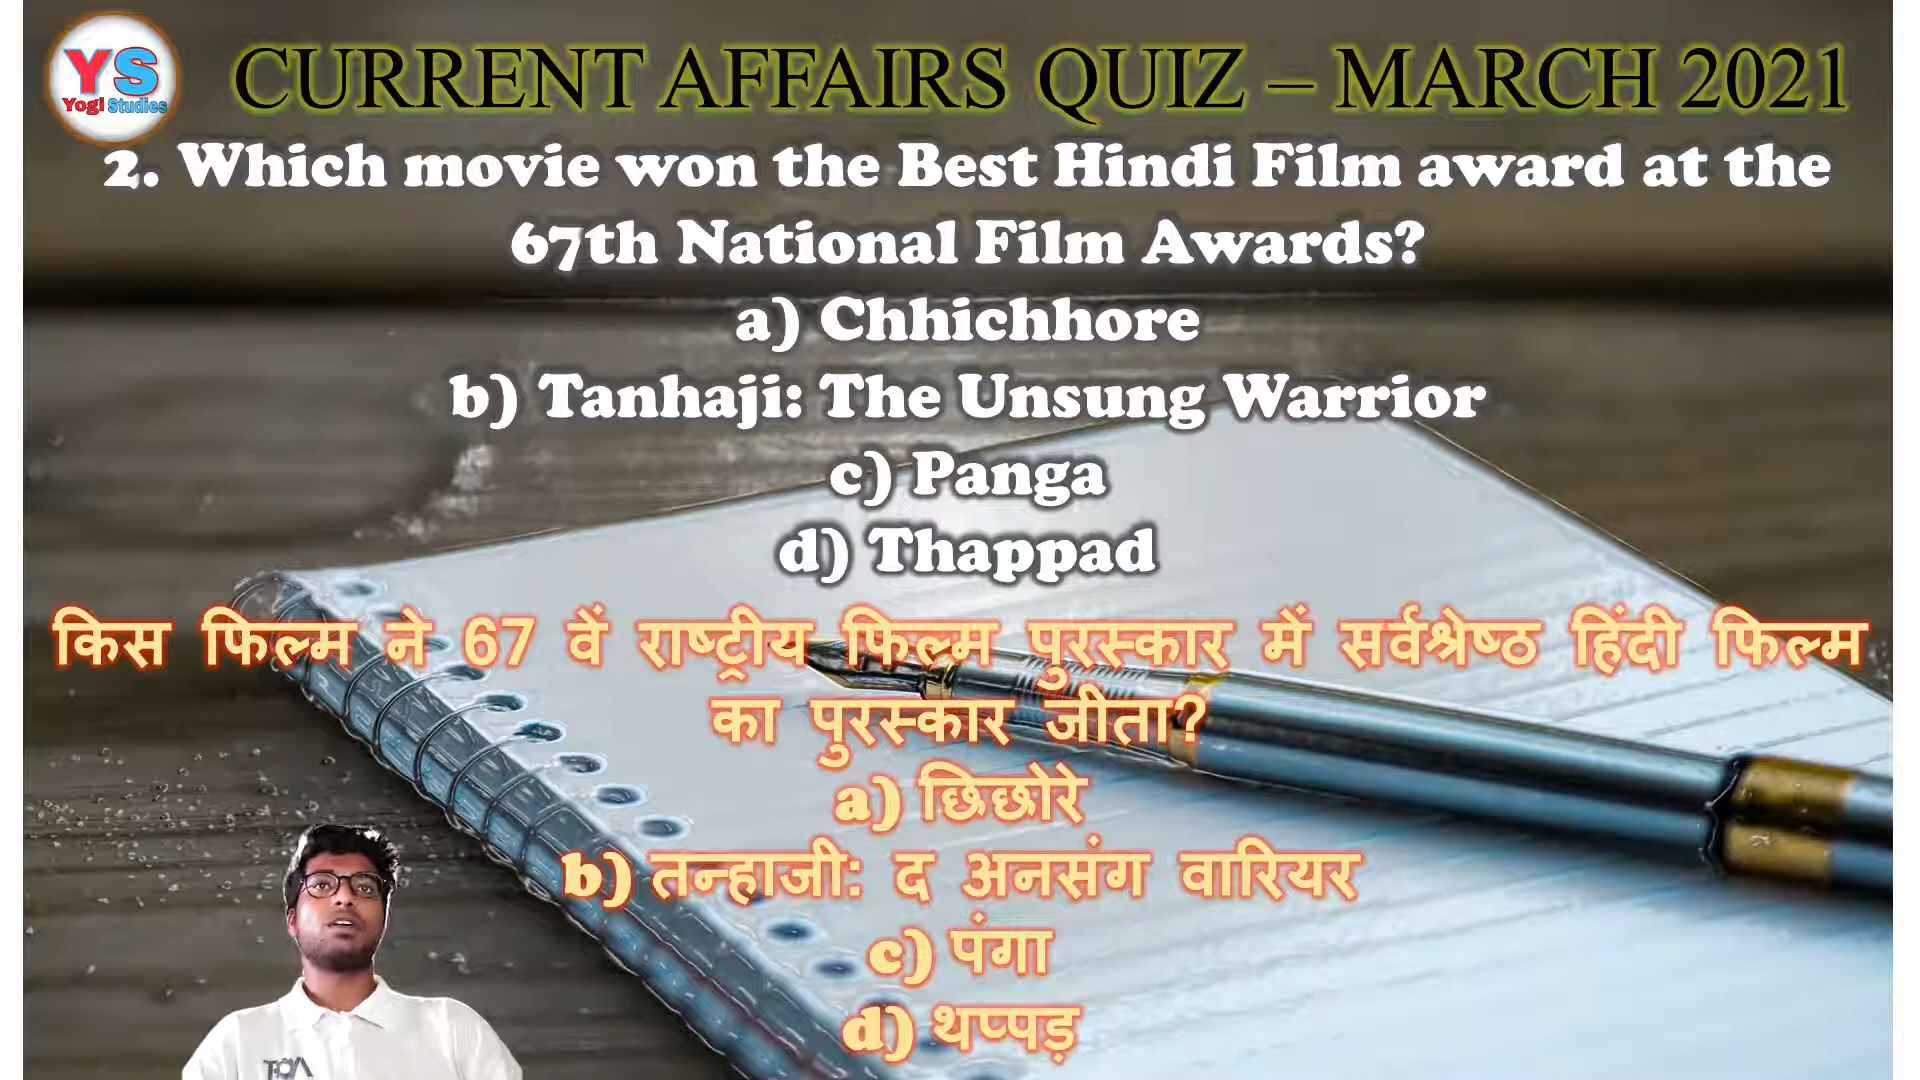 YS
Yogi Studies
CURRENT AFFAIRS QUIZ – MARCH 2021
2. Which movie won the Best Hindi Film award at the
67th National Film Awards?
a) Chhichhore
b) Tanhaji: The Unsung Warrior
c) Panga
d) Thappad
किस फिल्म ने 67 वें राष्ट्रीय फिल्म पुरस्कार में सर्वश्रेष्ठ हिंदी फिल्म
का पुरस्कार जीता?
a) छिछोरे
b) तन्हाजी: द अनसंग वारियर
c) पंगा
d) थप्पड़